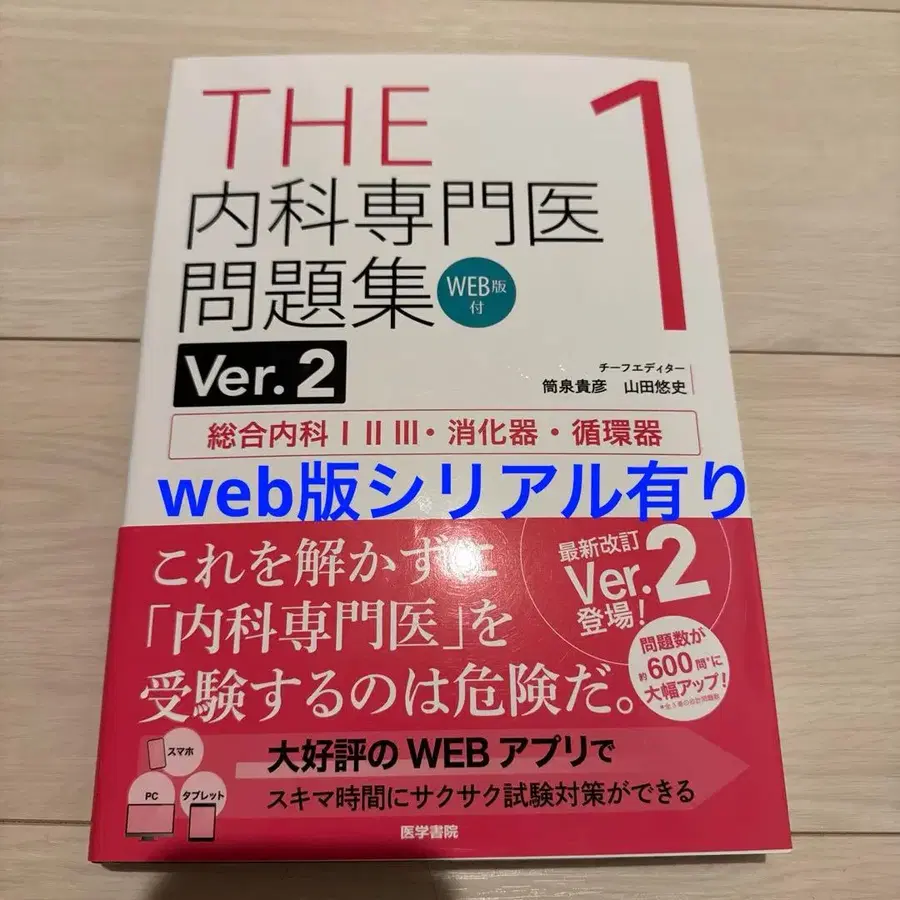 THE
1
内科専門医
問題集
WEB版
付
Ver.2
チーフエディター
筒泉貴彦 山田悠史
総合内科 I II III・消化器・循環器
web版シリアル有り
これを解かずに
「内科専門医」を
受験するのは危険だ。
最新改訂
Ver.2
登場!
問題数が
約600問*に
大幅アップ!
スマホ
PC
タブレット
大好評の WEB アプリで
スキマ時間にサクサク試験対策ができる
医学書院